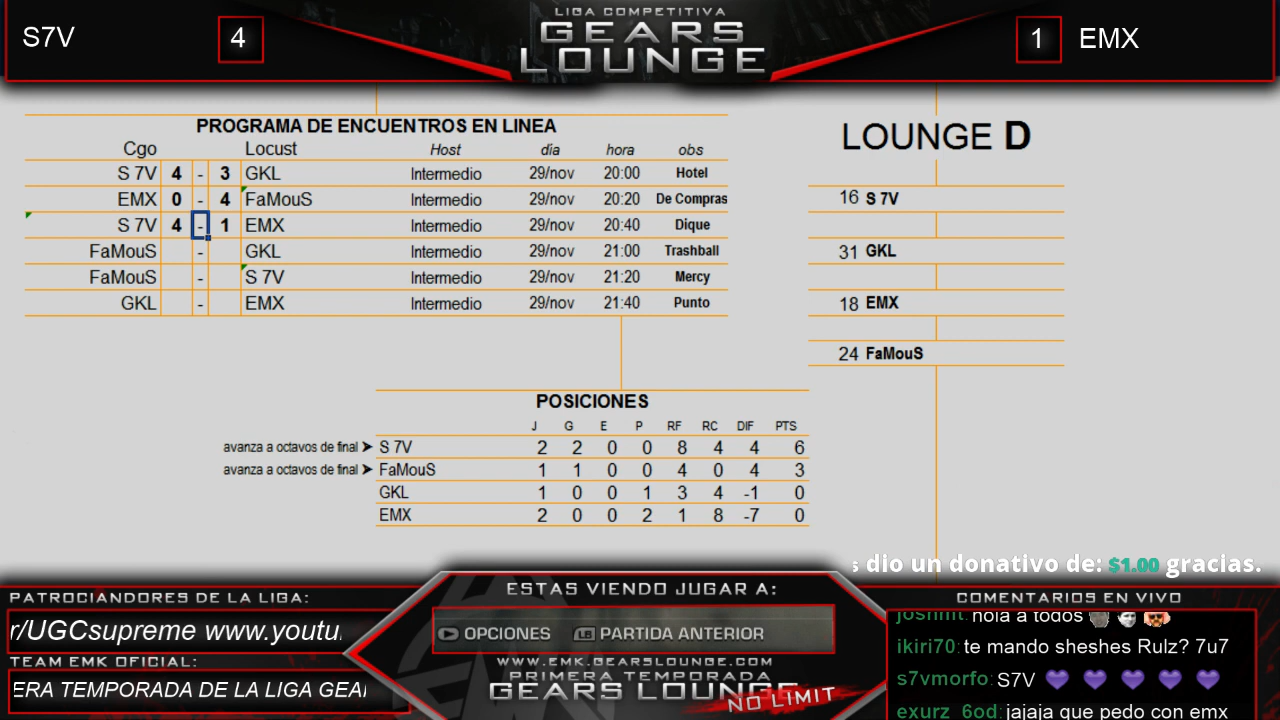 S7V 4 LIGA COMPETITIVA 1 EMX
GEARS
LOUNGE
PROGRAMA DE ENCUENTROS EN LINEA
Cgo Locust Host día hora obs
S 7V 4 - 3 GKL Intermedio 29/nov 20:00 Hotel
EMX 0 - 4 FaMouS Intermedio 29/nov 20:20 De Compras
S 7V 4 - 1 EMX Intermedio 29/nov 20:40 Dique
FaMouS - GKL Intermedio 29/nov 21:00 Trashball
FaMouS - S 7V Intermedio 29/nov 21:20 Mercy
GKL - EMX Intermedio 29/nov 21:40 Punto
LOUNGE D
16 S 7V
31 GKL
18 EMX
24 FaMouS
POSICIONES
J G E P RF RC DIF PTS
avanza a octavos de final ➤ S 7V 2 2 0 0 8 4 4 6
avanza a octavos de final ➤ FaMouS 1 1 0 0 4 0 4 3
GKL 1 0 0 1 3 4 -1 0
EMX 2 0 0 2 1 8 -7 0
s dio un donativo de: $1.00 gracias.
PATROCIANDORES DE LA LIGA:
r/UGCsupreme www.youtu
TEAM EMK OFICIAL:
ERA TEMPORADA DE LA LIGA GEA
ESTAS VIENDO JUGAR A:
OPCIONES LB PARTIDA ANTERIOR
WWW.EMK.GEARSLOUNGE.COM
PRIMERA TEMPORADA
GEARS LOUNGE
NO LIMIT
COMENTARIOS EN VIVO
hola a todos
ikiri70: te mando sheshes Rulz? 7u7
s7vmorfo: S7V 💜 💜 💜 💜 💜
exurz_6od: jajaja que pedo con emx